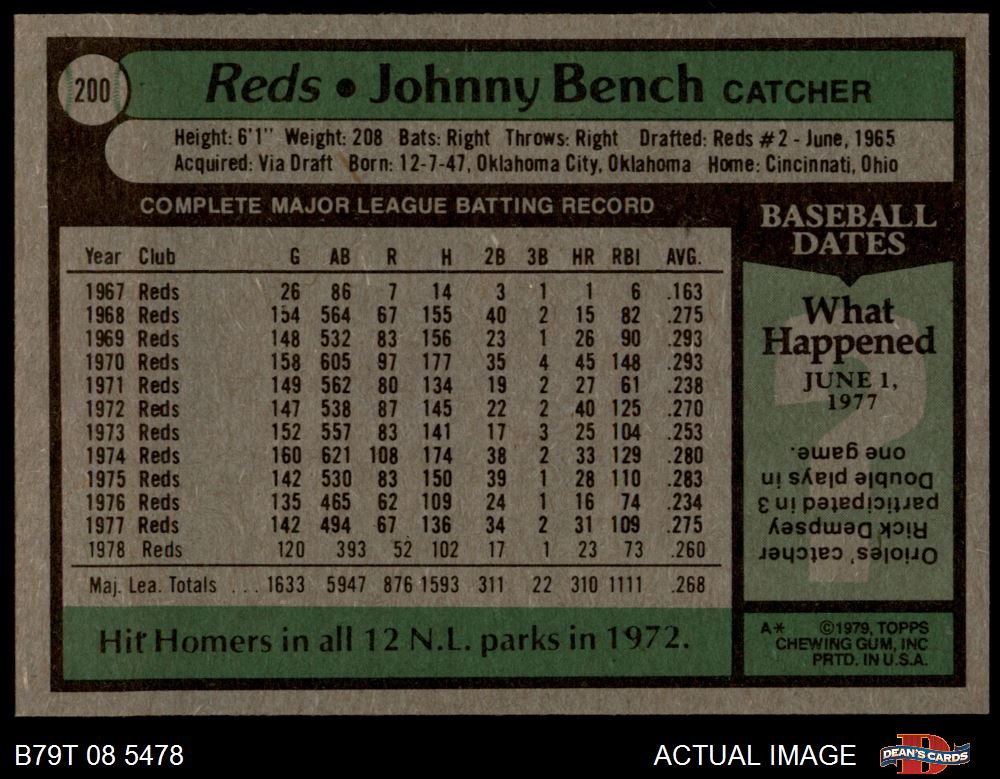 200
Reds • Johnny Bench CATCHER
Height: 6'1" Weight: 208 Bats: Right Throws: Right Drafted: Reds #2 - June, 1965
Acquired: Via Draft Born: 12-7-47, Oklahoma City, Oklahoma Home: Cincinnati, Ohio
COMPLETE MAJOR LEAGUE BATTING RECORD
Year Club G AB R H 2B 3B HR RBI AVG.
1967 Reds 26 86 7 14 3 1 1 6 .163
1968 Reds 154 564 67 155 40 2 15 82 .275
1969 Reds 148 532 83 156 23 1 26 90 .293
1970 Reds 158 605 97 177 35 4 45 148 .293
1971 Reds 149 562 80 134 19 2 27 61 .238
1972 Reds 147 538 87 145 22 2 40 125 .270
1973 Reds 152 557 83 141 17 3 25 104 .253
1974 Reds 160 621 108 174 38 2 33 129 .280
1975 Reds 142 530 83 150 39 1 28 110 .283
1976 Reds 135 465 62 109 24 1 16 74 .234
1977 Reds 142 494 67 136 34 2 31 109 .275
1978 Reds 120 393 52 102 17 1 23 73 .260
Maj. Lea. Totals ... 1633 5947 876 1593 311 22 310 1111 .268
Hit Homers in all 12 N.L. parks in 1972.
BASEBALL
DATES
What
Happened
JUNE 1,
1977
Orioles' catcher
Rick Dempsey
participated in 3
Double plays in
one game.
A* ©1979, TOPPS
CHEWING GUM, INC
PRTD. IN U.S.A.
B79T 08 5478
ACTUAL IMAGE
DEAN'S CARDS